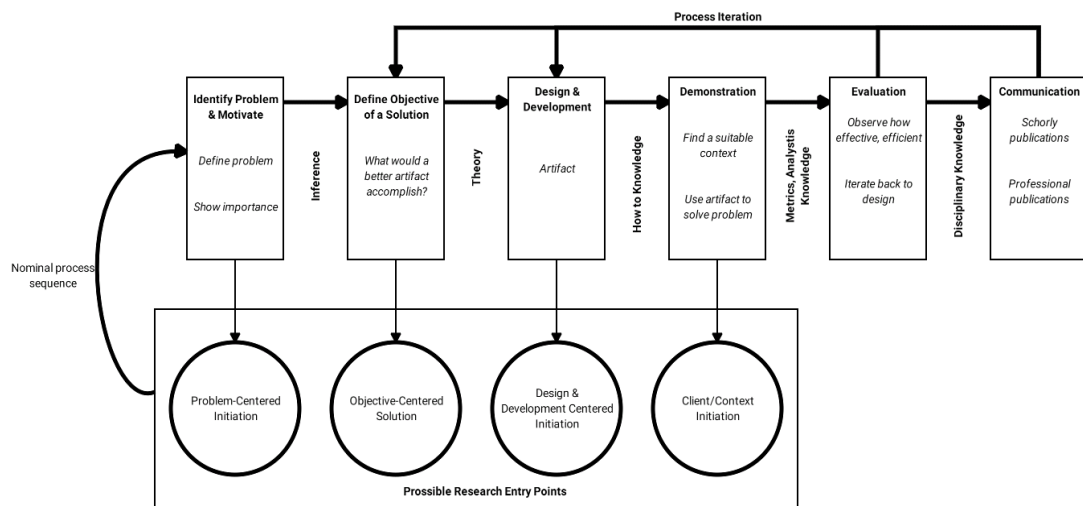 Process Iteration
Identify Problem
& Motivate
Define problem
Show importance
Inference
Define Objective
of a Solution
What would a
better artifact
accomplish?
Theory
Design &
Development
Artifact
How to Knowledge
Demonstration
Find a suitable
context
Use artifact to
solve problem
Metrics, Analystis
Knowledge
Evaluation
Observe how
effective, efficient
Iterate back to
design
Disciplinary Knowledge
Communication
Schorly
publications
Professional
publications
Nominal process
sequence
Problem-Centered
Initiation
Objective-Centered
Solution
Design &
Development Centered
Initiation
Client/Context
Initiation
Prossible Research Entry Points